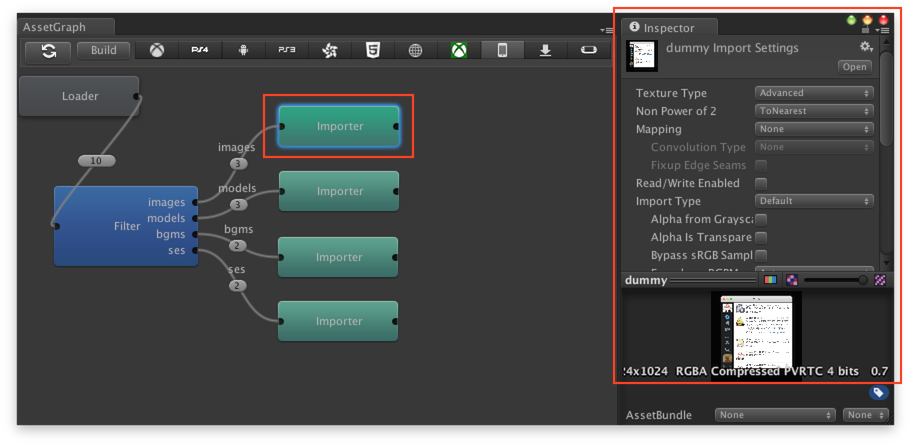 AssetGraph
Build
PS4
PS3
Loader
10
Filter
images
models
bgms
ses
images
3
models
3
bgms
2
ses
2
Importer
Importer
Importer
Importer
Inspector
dummy Import Settings
Open
Texture Type Advanced
Non Power of 2 ToNearest
Mapping None
Convolution Type None
Fixup Edge Seams
Read/Write Enabled
Import Type Default
Alpha from Graysca
Alpha Is Transpare
Bypass sRGB Sampl
dummy
24x1024 RGBA Compressed PVRTC 4 bits 0.7
AssetBundle None None